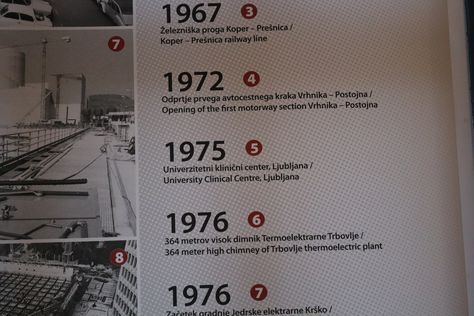 1967 3
Železniška proga Koper – Prešnica /
Koper – Prešnica railway line
7
1972 4
Odprtje prvega avtocestnega kraka Vrhnika – Postojna /
Opening of the first motorway section Vrhnika – Postojna
1975 5
Univerzitetni klinični center, Ljubljana /
University Clinical Centre, Ljubljana
1976 6
364 metrov visok dimnik Termoelektrarne Trbovlje /
364 meter high chimney of Trbovlje thermoelectric plant
8
1976 7
Začetek gradnje Jedrske elektrarne Krško /